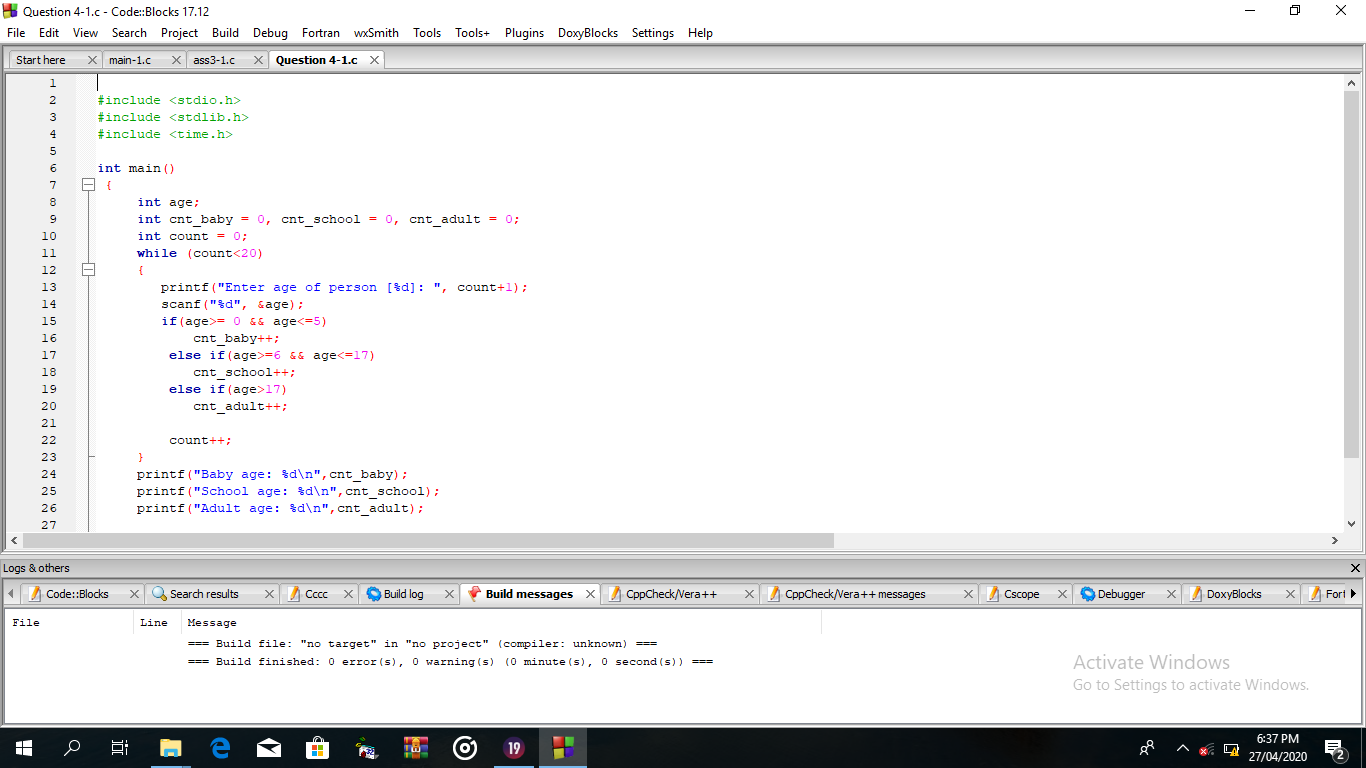 Question 4-1.c - Code::Blocks 17.12
File Edit View Search Project Build Debug Fortran wxSmith Tools Tools+ Plugins DoxyBlocks Settings Help
Start here main-1.c ass3-1.c Question 4-1.c
1
2 #include <stdio.h>
3 #include <stdlib.h>
4 #include <time.h>
5
6 int main()
7 {
8 int age;
9 int cnt_baby = 0, cnt_school = 0, cnt_adult = 0;
10 int count = 0;
11 while (count<20)
12 {
13 printf("Enter age of person [%d]: ", count+1);
14 scanf("%d", &age);
15 if(age>= 0 && age<=5)
16 cnt_baby++;
17 else if(age>=6 && age<=17)
18 cnt_school++;
19 else if(age>17)
20 cnt_adult++;
21
22 count++;
23 }
24 printf("Baby age: %d\n",cnt_baby);
25 printf("School age: %d\n",cnt_school);
26 printf("Adult age: %d\n",cnt_adult);
27
Logs & others
Code::Blocks Search results Cccc Build log Build messages CppCheck/Vera++ CppCheck/Vera++ messages Cscope Debugger DoxyBlocks Fort
File Line Message
=== Build file: "no target" in "no project" (compiler: unknown) ===
=== Build finished: 0 error(s), 0 warning(s) (0 minute(s), 0 second(s)) ===
Activate Windows
Go to Settings to activate Windows.
19
6:37 PM
27/04/2020
2